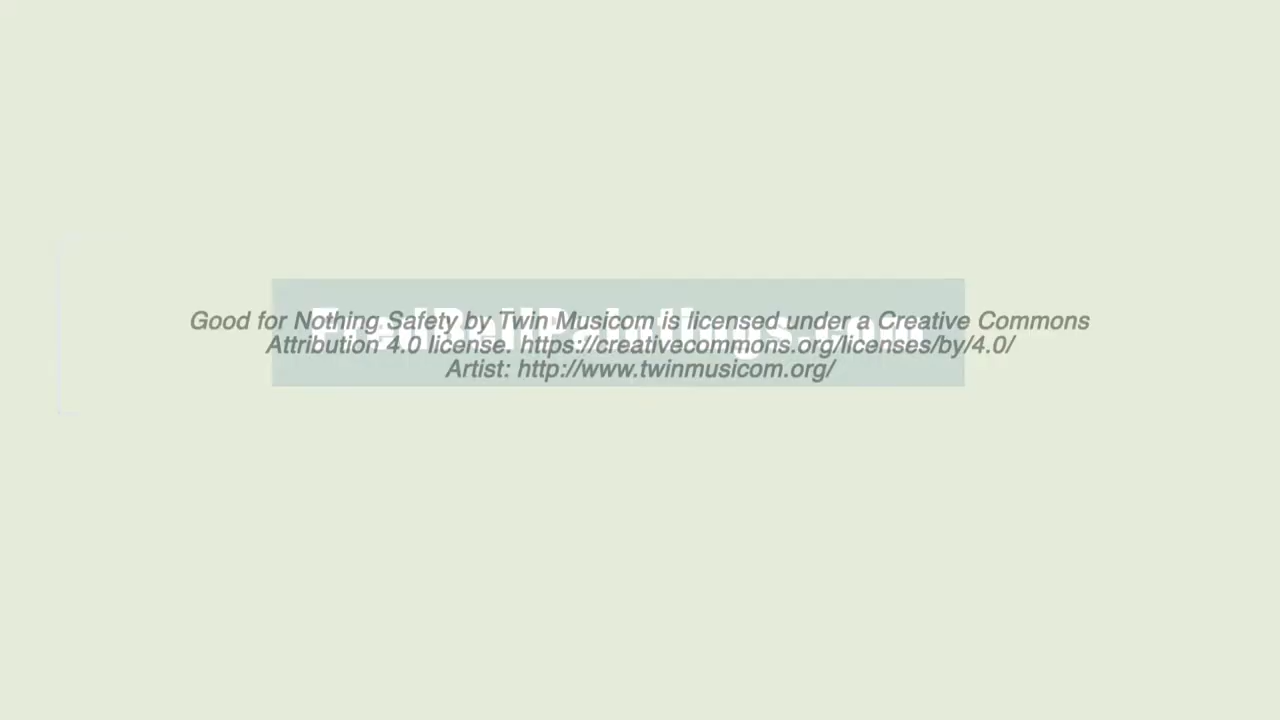 Good for Nothing Safety by Twin Musicom is licensed under a Creative Commons
Attribution 4.0 license. https://creativecommons.org/licenses/by/4.0/
Artist: http://www.twinmusicom.org/